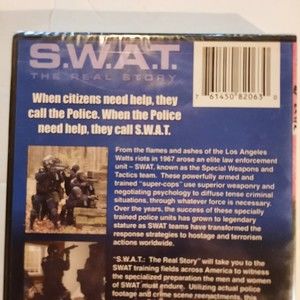 S.W.A.T.
THE REAL STORY
7 61450 82063 0
When citizens need help, they
call the Police. When the Police
need help, they call S.W.A.T.
From the flames and ashes of the Los Angeles
Watts riots in 1967 arose an elite law enforcement
unit – SWAT, known as the Special Weapons and
Tactics team. These powerfully armed and
trained "super-cops" use superior weaponry and
negotiating psychology to diffuse tense criminal
situations, through whatever force is necessary.
Over the years, the success of these specially
trained police units has grown to legendary
stature as SWAT teams have transformed the
response strategies to hostage and terrorism
actions worldwide.
"S.W.A.T.: The Real Story" will take you to the
SWAT training fields across America to witness
the specialized preparation the men and women
of SWAT must endure. Utilizing actual police
footage and crime scene reenactments, this